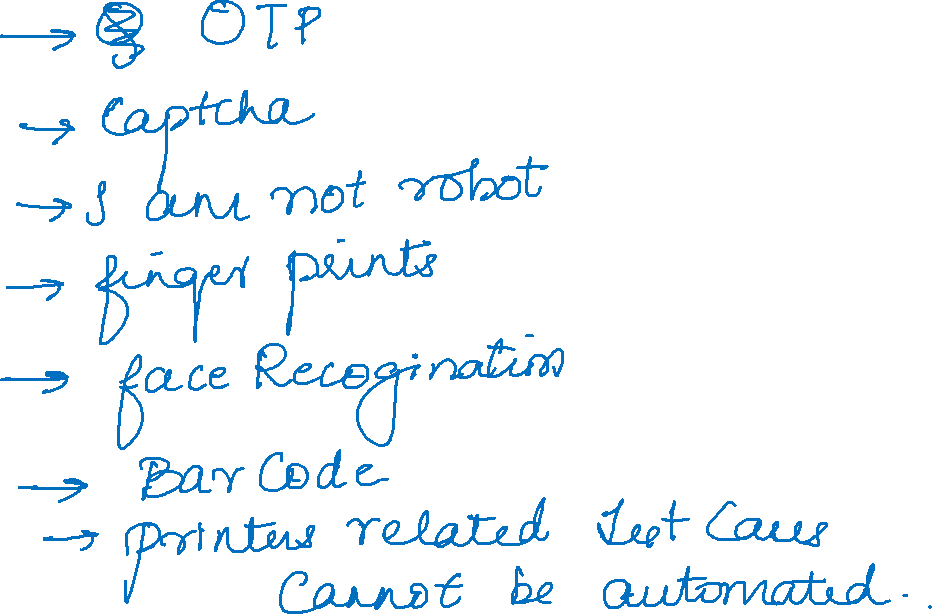 → OTP
→ Captcha
→ I am not robot
→ finger prints
→ face Recogination
→ Bar Code
→ printers related Test Cases
Cannot be automated..